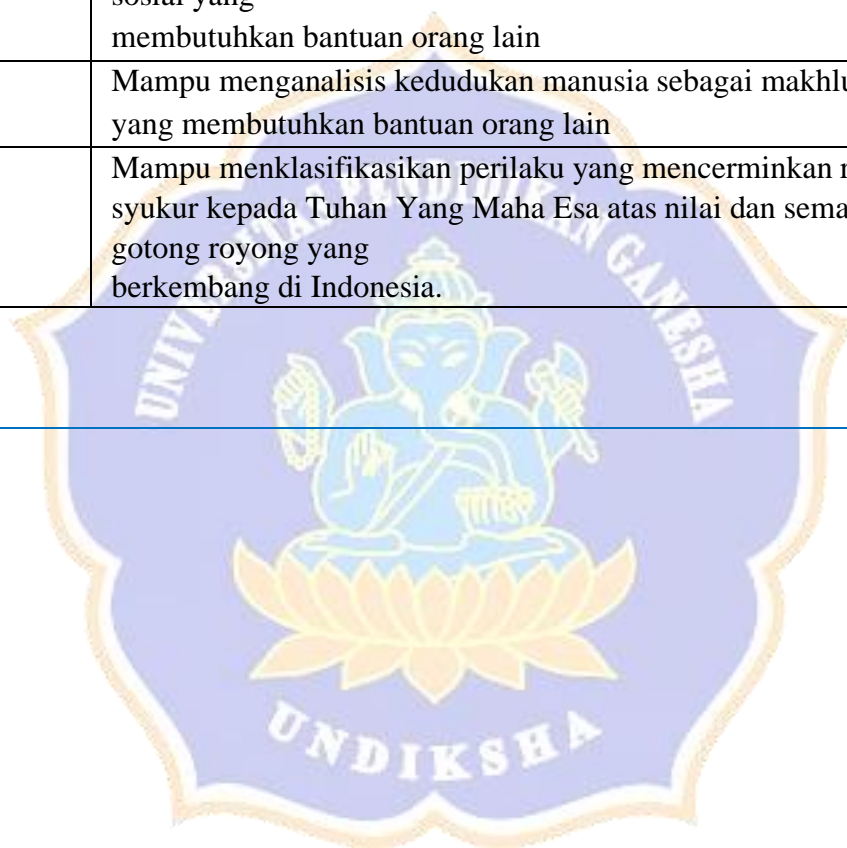 sosial yang
membutuhkan bantuan orang lain
Mampu menganalisis kedudukan manusia sebagai
yang membutuhkan bantuan orang lain
Mampu menklasifikasikan perilaku yang mencerminkan
syukur kepada Tuhan Yang Maha Esa atas nilai dan
gotong royong yang
berkembang di Indonesia.
UNIVERSITAS PENDIDIKAN GANESHA
UNDIKSHA